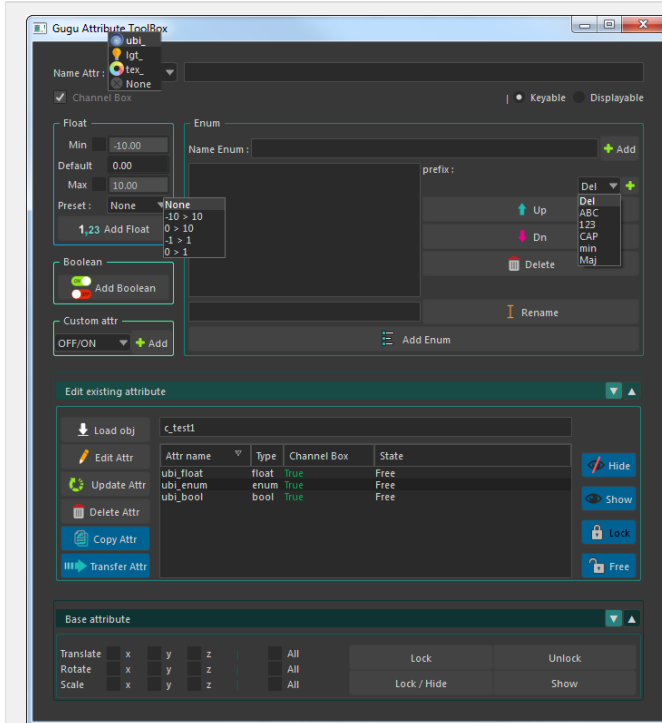 Gugu Attribute ToolBox
ubi_
lgt_
tex_
None
Name Attr :
Channel Box
Keyable
Displayable
Float
Min
-10.00
Default
0.00
Max
10.00
Preset :
None
None
-10 > 10
0 > 10
-1 > 1
0 > 1
1,23 Add Float
Boolean
ON
Add Boolean
Custom attr
OFF/ON
Add
Enum
Name Enum :
Add
prefix :
Del
Del
ABC
123
CAP
min
Maj
Up
Dn
Delete
Rename
Add Enum
Edit existing attribute
Load obj
c_test1
Edit Attr
Update Attr
Delete Attr
Copy Attr
Transfer Attr
Attr name Type Channel Box State
ubi_float float True Free
ubi_enum enum True Free
ubi_bool bool True Free
Hide
Show
Lock
Free
Base attribute
Translate x y z All
Rotate x y z All
Scale x y z All
Lock
Unlock
Lock / Hide
Show